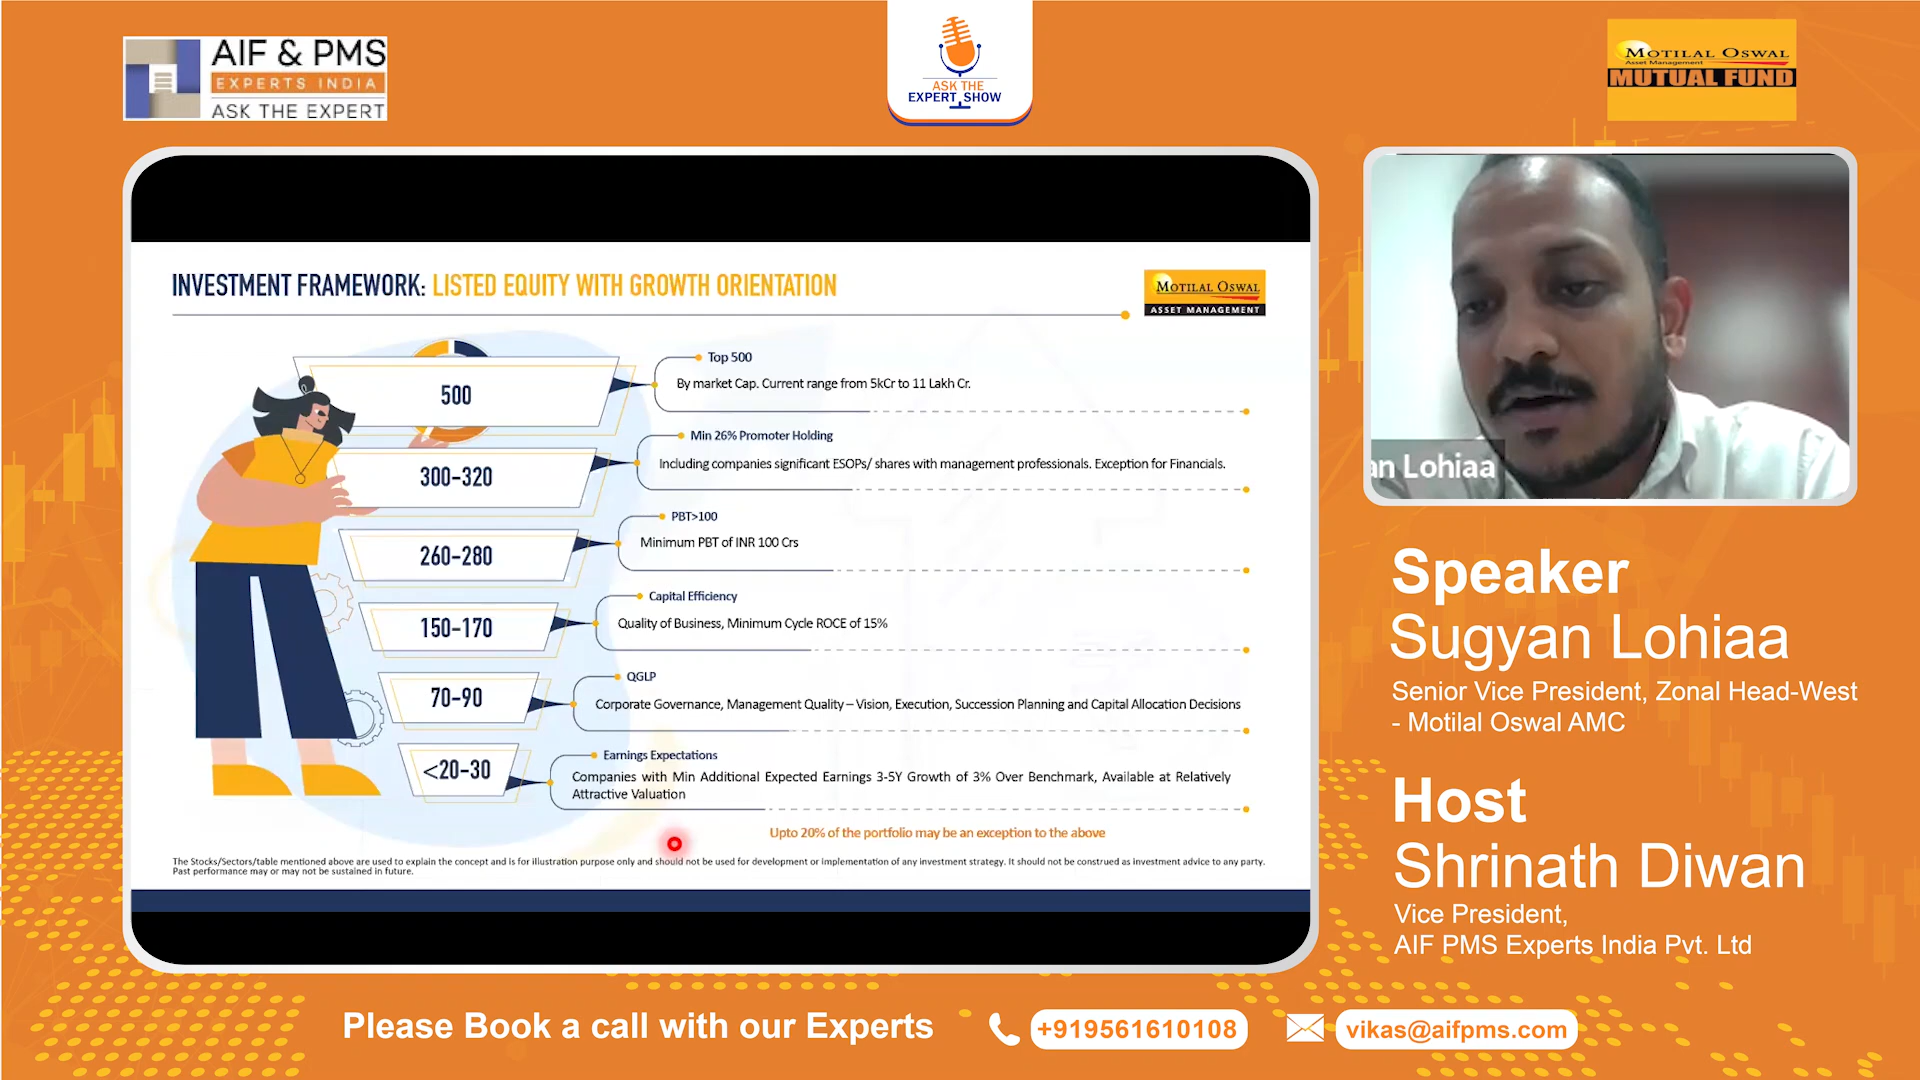 AIF & PMS
EXPERTS INDIA
ASK THE EXPERT
ASK THE
EXPERT SHOW
MOTILAL OSWAL
Asset Management
MUTUAL FUND
INVESTMENT FRAMEWORK: LISTED EQUITY WITH GROWTH ORIENTATION
MOTILAL OSWAL
ASSET MANAGEMENT
500
Top 500
By market Cap. Current range from 5kCr to 11 Lakh Cr.
300-320
Min 26% Promoter Holding
Including companies significant ESOPs/ shares with management professionals. Exception for Financials.
260-280
PBT>100
Minimum PBT of INR 100 Crs
150-170
Capital Efficiency
Quality of Business, Minimum Cycle ROCE of 15%
70-90
QGLP
Corporate Governance, Management Quality – Vision, Execution, Succession Planning and Capital Allocation Decisions
<20-30
Earnings Expectations
Companies with Min Additional Expected Earnings 3-5Y Growth of 3% Over Benchmark, Available at Relatively
Attractive Valuation
Upto 20% of the portfolio may be an exception to the above
The Stocks/Sectors/table mentioned above are used to explain the concept and is for illustration purpose only and should not be used for development or implementation of any investment strategy. It should not be construed as investment advice to any party.
Past performance may or may not be sustained in future.
an Lohiaa
Speaker
Sugyan Lohiaa
Senior Vice President, Zonal Head-West
- Motilal Oswal AMC
Host
Shrinath Diwan
Vice President,
AIF PMS Experts India Pvt. Ltd
Please Book a call with our Experts
+919561610108
vikas@aifpms.com